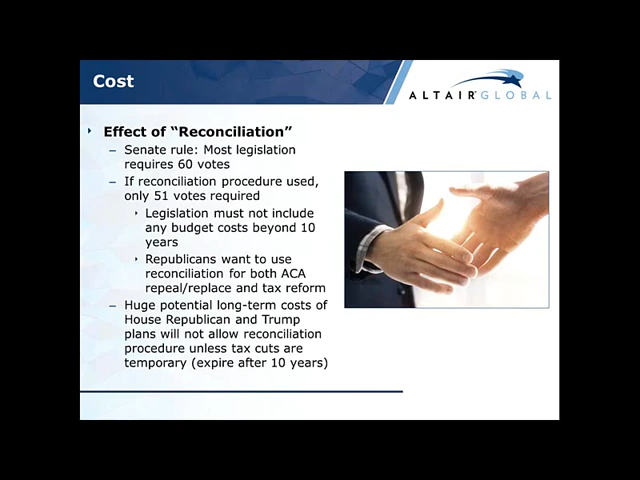 Cost
ALTAIR GLOBAL
Effect of “Reconciliation”
– Senate rule: Most legislation
requires 60 votes
– If reconciliation procedure used,
only 51 votes required
Legislation must not include
any budget costs beyond 10
years
Republicans want to use
reconciliation for both ACA
repeal/replace and tax reform
– Huge potential long-term costs of
House Republican and Trump
plans will not allow reconciliation
procedure unless tax cuts are
temporary (expire after 10 years)